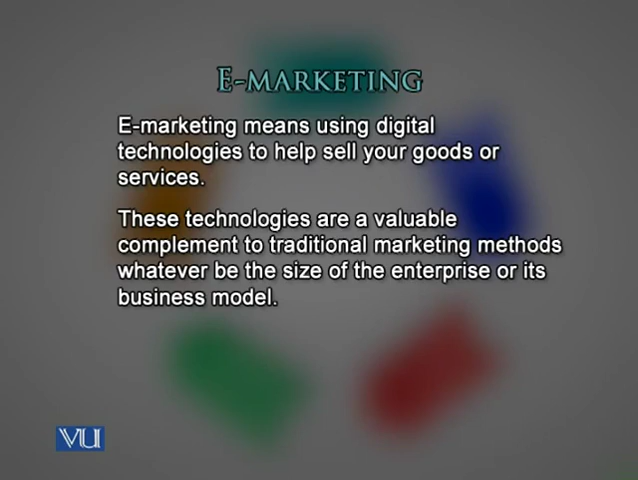 E-MARKETING
E-marketing means using digital
technologies to help sell your goods or
services.
These technologies are a valuable
complement to traditional marketing methods
whatever be the size of the enterprise or its
business model.
VU